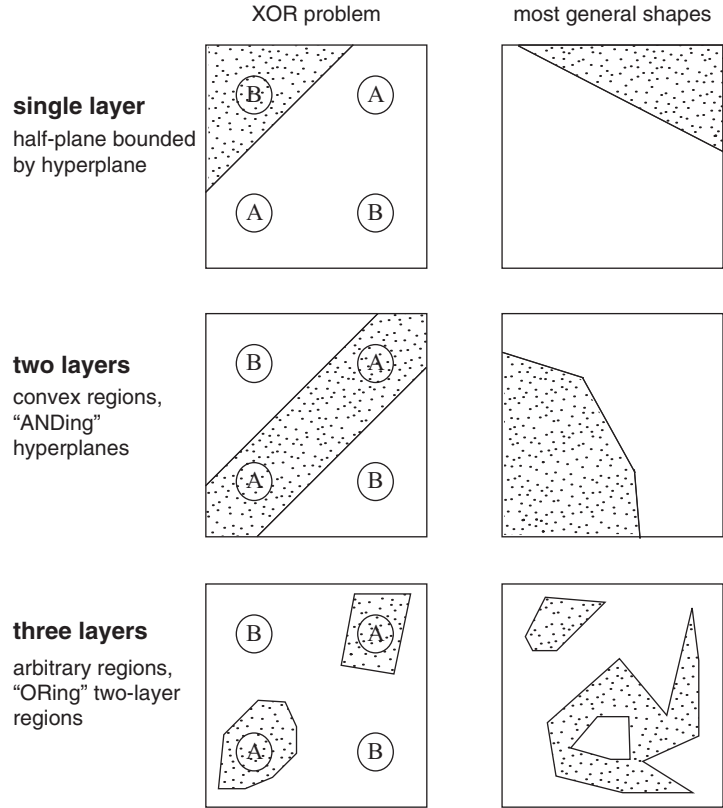 XOR problem
most general shapes
single layer
half-plane bounded
by hyperplane
B
A
A
B
two layers
convex regions,
“ANDing”
hyperplanes
B
A
A
B
three layers
arbitrary regions,
“ORing” two-layer
regions
B
A
A
B